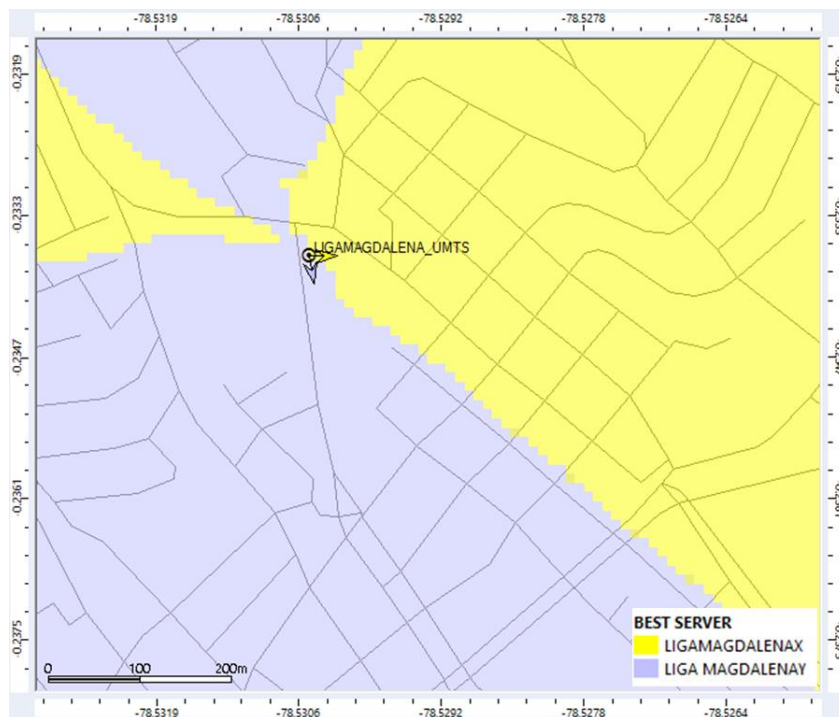 -78.5319 -78.5306 -78.5292 -78.5278 -78.5264
-0.2319
-0.2333
LIGAMAGDALENA_UMTS
-0.2347
-0.2361
-0.2375
BEST SERVER
LIGAMAGDALENAX
LIGA MAGDALENAY
0 100 200m
-78.5319 -78.5306 -78.5292 -78.5278 -78.5264